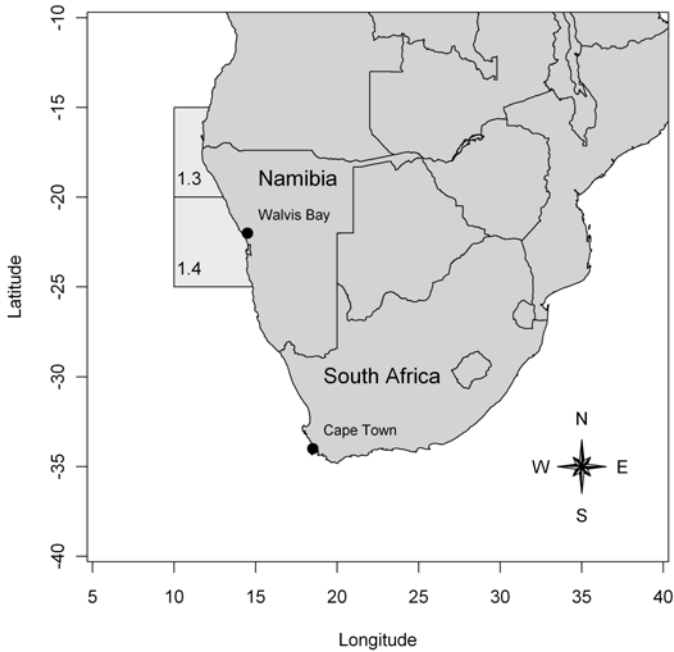 -10
-15
-20
-25
-30
-35
-40
Latitude
1.3
1.4
Namibia
Walvis Bay
South Africa
Cape Town
N
W E
S
5 10 15 20 25 30 35 40
Longitude